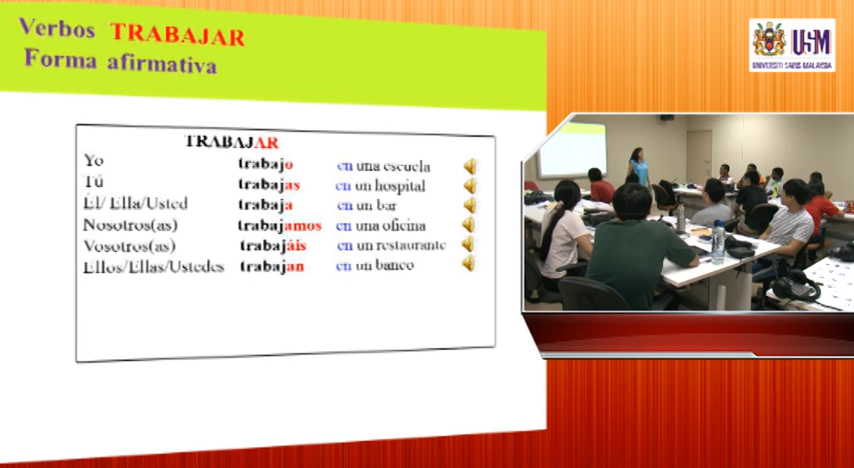 Verbos TRABAJAR
Forma afirmativa
TRABAJAR
Yo trabajo en una escuela
Tú trabajas en un hospital
Él/ Ella/Usted trabaja en un bar
Nosotros(as) trabajamos en una oficina
Vosotros(as) trabajáis en un restaurante
Ellos/Ellas/Ustedes trabajan en un banco
USM
UNIVERSITI SAINS MALAYSIA